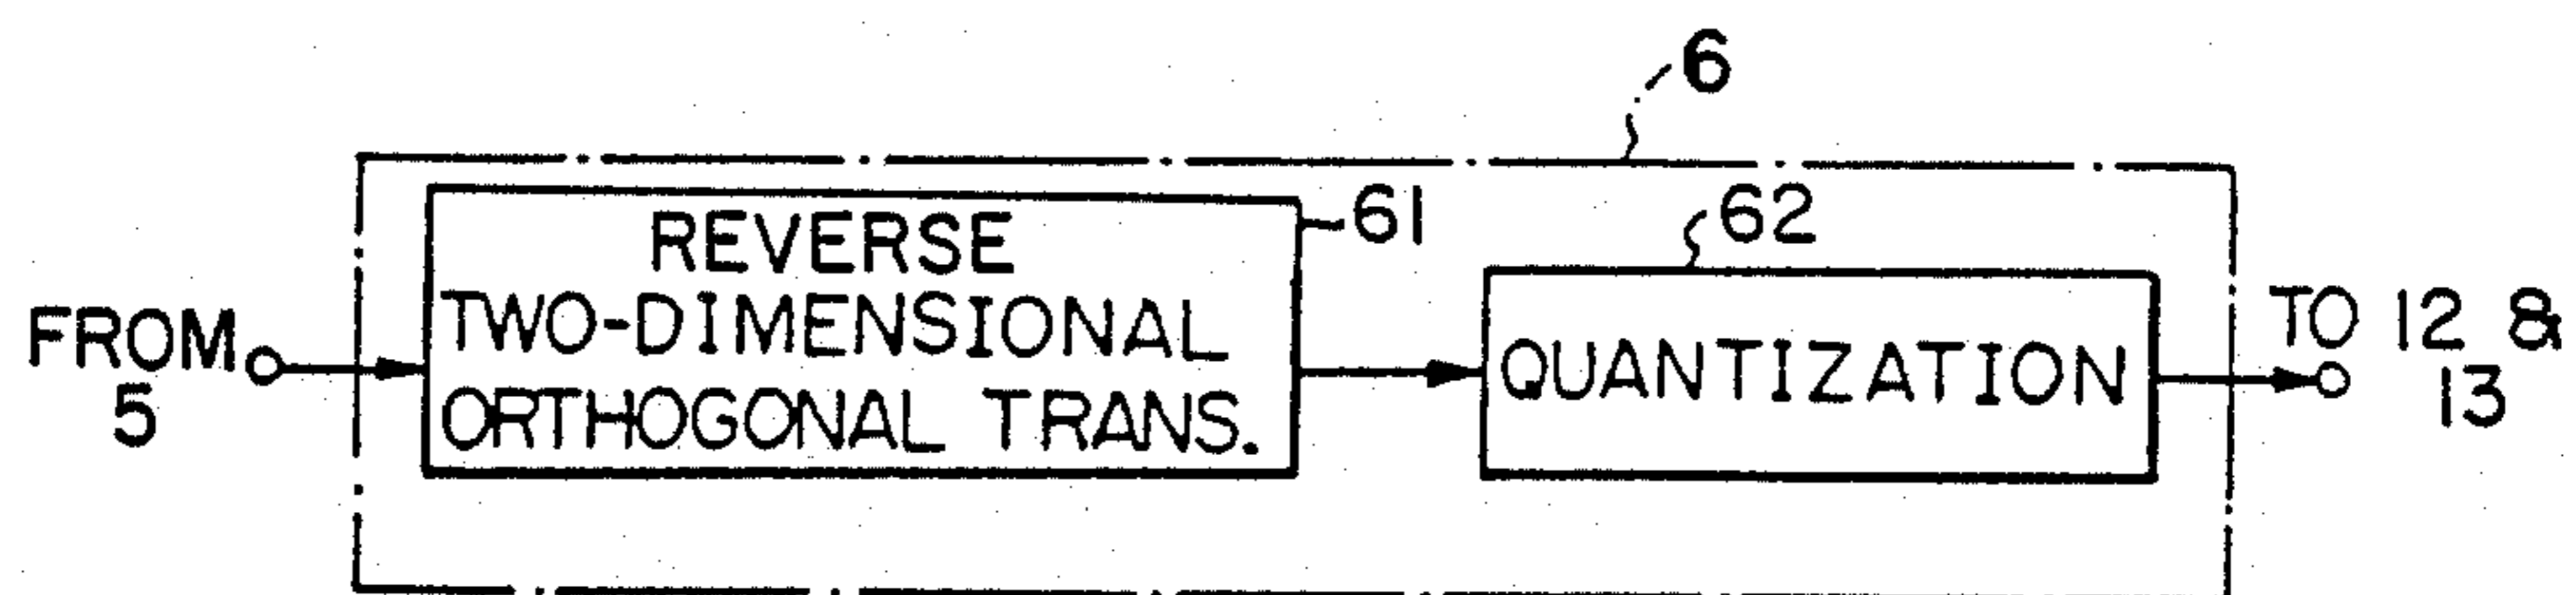 6
REVERSE
TWO-DIMENSIONAL
ORTHOGONAL TRANS.
61
62
QUANTIZATION
FROM
5
TO 12 &
13